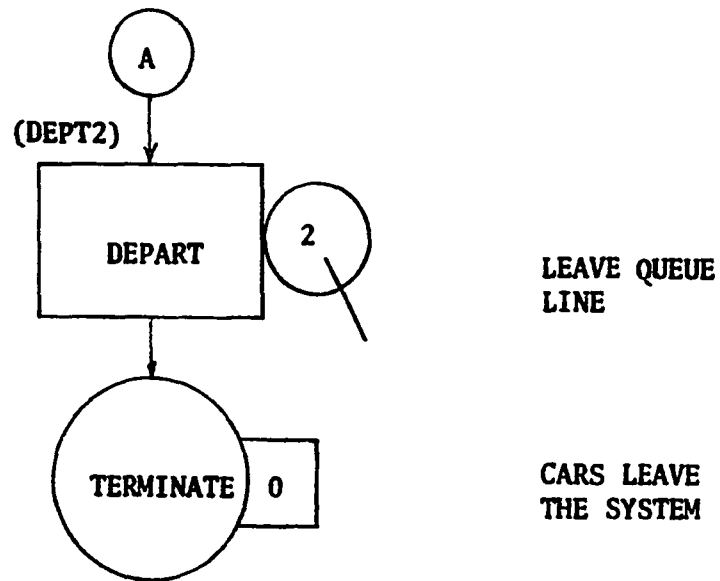 A
(DEPT2)
DEPART
2
LEAVE QUEUE
LINE
TERMINATE
0
CARS LEAVE
THE SYSTEM